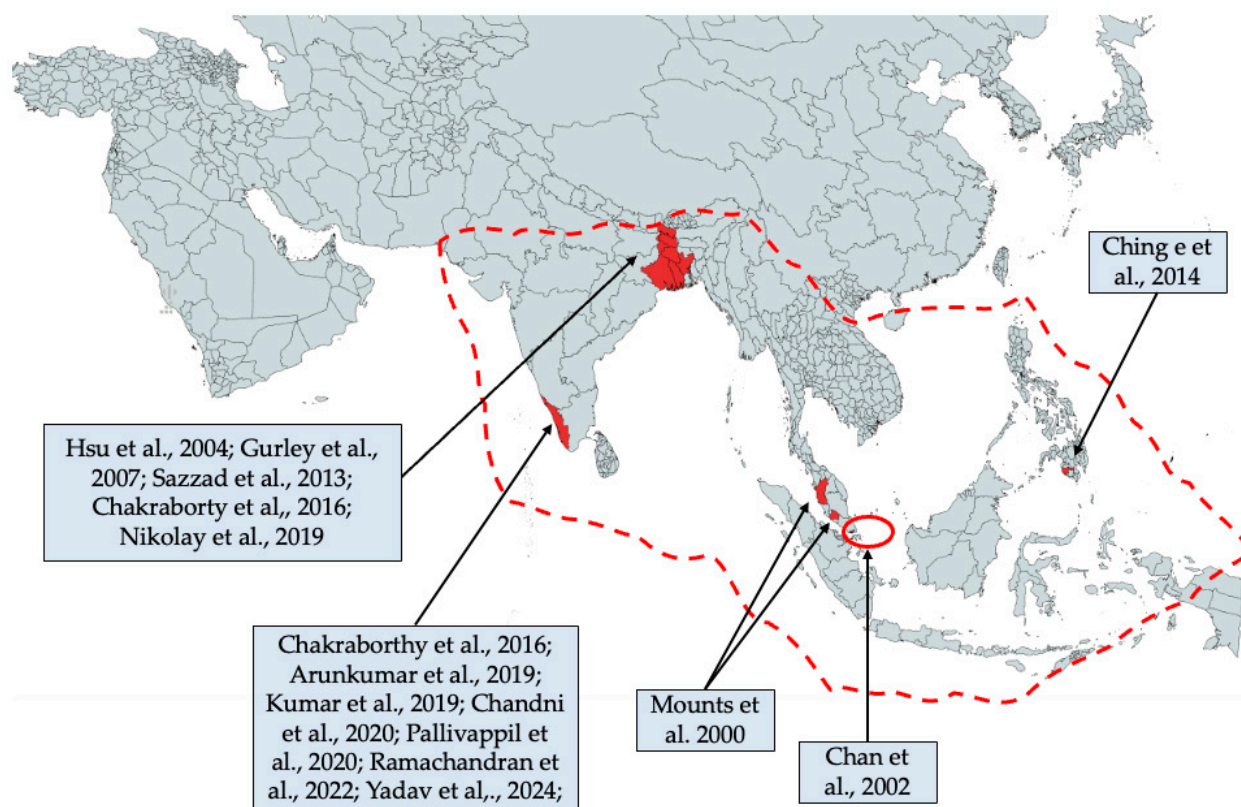 Ching e et
al., 2014
Hsu et al., 2004; Gurley et al.,
2007; Sazzad et al., 2013;
Chakraborty et al,, 2016;
Nikolay et al., 2019
Chakraborthy et al., 2016;
Arunkumar et al., 2019;
Kumar et al., 2019; Chandni
et al., 2020; Pallivappil et
al., 2020; Ramachandran et
al., 2022; Yadav et al,., 2024;
Mounts et
al. 2000
Chan et
al., 2002